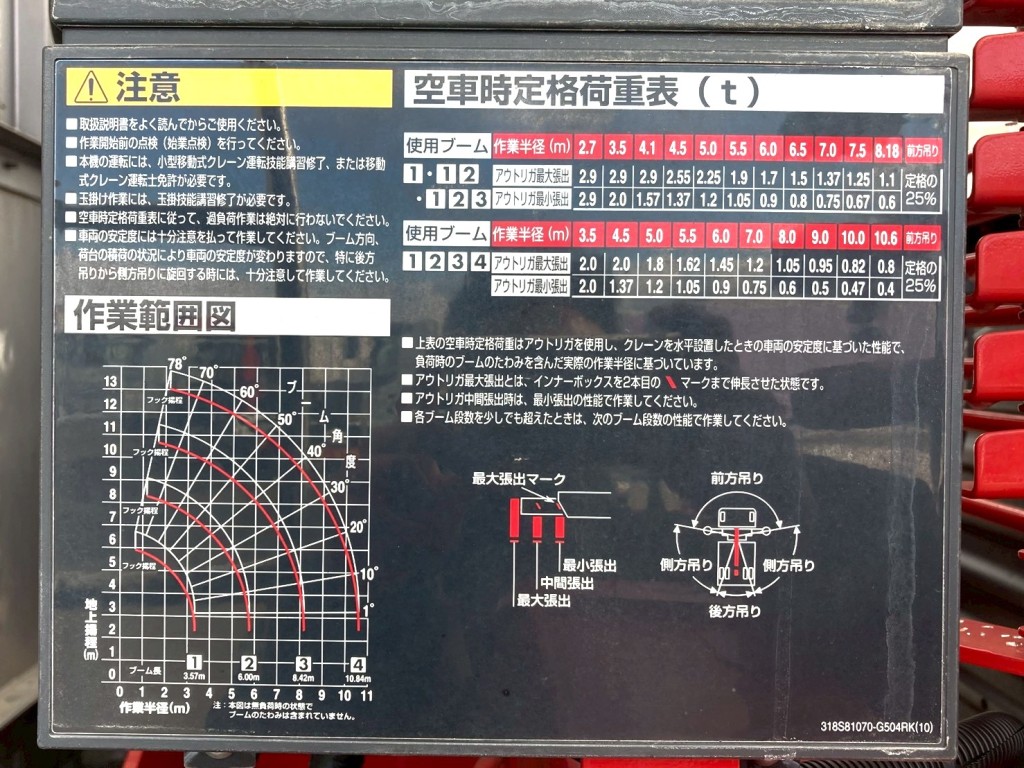 注意
■取扱説明書をよく読んでからご使用ください。
■作業開始前の点検(始業点検)を行ってください。
■本機の運転には、小型移動式クレーン運転技能講習修了、または移動
式クレーン運転士免許が必要です。
■玉掛け作業には、玉掛技能講習修了が必要です。
■空車時定格荷重表に従って、過負荷作業は絶対に行わないでください。
■車両の安定度には十分注意を払って作業してください。ブーム方向、
荷台の積荷の状況により車両の安定度が変わりますので、特に後方
吊りから側方吊りに旋回する時には、十分注意して作業してください。
空車時定格荷重表(t)
使用ブーム 作業半径(m) 2.7 3.5 4.1 4.5 5.0 5.5 6.0 6.5 7.0 7.5 8.18 前方吊り
1・12 アウトリガ最大張出 2.9 2.9 2.9 2.55 2.25 1.9 1.7 1.5 1.37 1.25 1.1 定格の
・123 アウトリガ最小張出 2.9 2.0 1.57 1.37 1.2 1.05 0.9 0.8 0.75 0.67 0.6 25%
使用ブーム 作業半径(m) 3.5 4.5 5.0 5.5 6.0 7.0 8.0 9.0 10.0 10.6 前方吊り
1234 アウトリガ最大張出 2.0 2.0 1.8 1.62 1.45 1.2 1.05 0.95 0.82 0.8 定格の
アウトリガ最小張出 2.0 1.37 1.2 1.05 0.9 0.75 0.6 0.5 0.47 0.4 25%
■上表の空車時定格荷重はアウトリガを使用し、クレーンを水平設置したときの車両の安定度に基づいた性能で、
負荷時のブームのたわみを含んだ実際の作業半径に基づいています。
■アウトリガ最大張出とは、インナーボックスを2本目の マークまで伸長させた状態です。
■アウトリガ中間張出時は、最小張出の性能で作業してください。
■各ブーム段数を少しでも超えたときは、次のブーム段数の性能で作業してください。
作業範囲図
78° 70° 60° 50° 40° 30° 20° 10° 1°
ブーム角度
フック揚程
フック揚程
フック揚程
フック揚程
13
12
11
10
9
8
7
6
5
4
3
2
1
0
地上揚程(m)
ブーム長
1 2 3 4
3.57m 6.00m 8.42m 10.84m
0 1 2 3 4 5 6 7 8 9 10 11
作業半径(m)
注:本図は無負荷時の状態で
ブームのたわみは含まれていません。
最大張出マーク
最小張出
中間張出
最大張出
前方吊り
側方吊り 側方吊り
後方吊り
318S81070-G504RK(10)